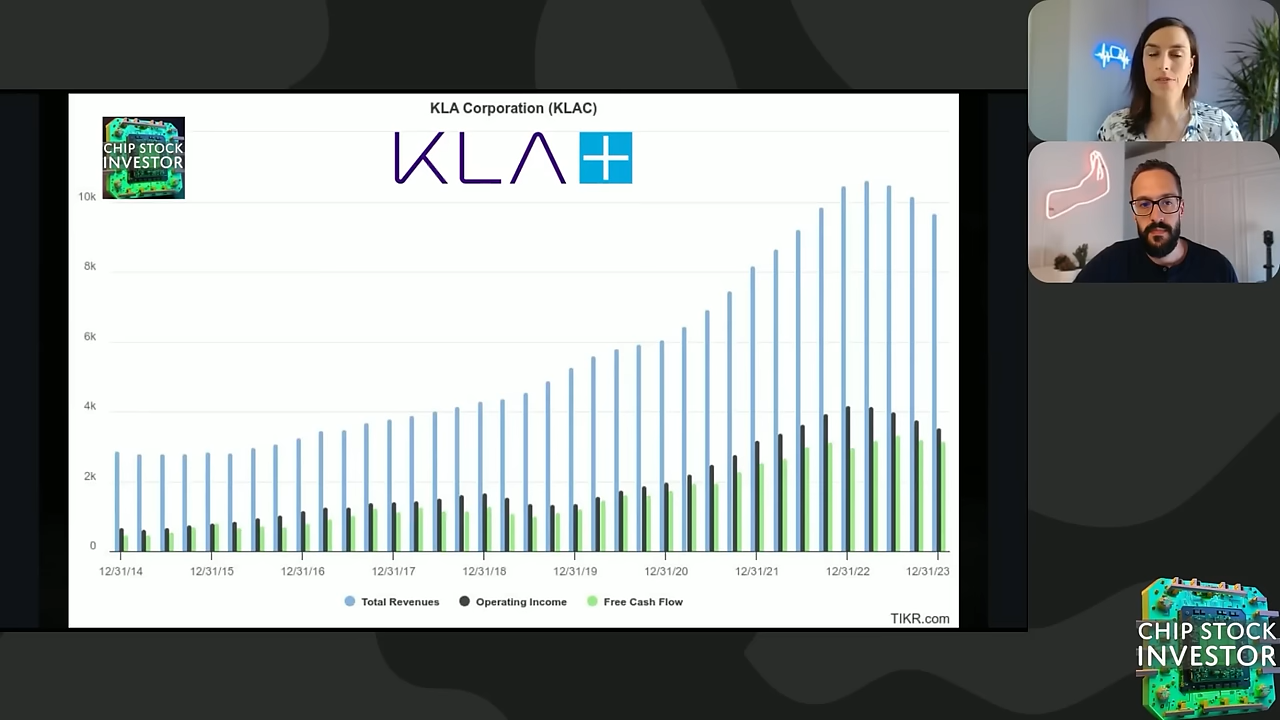 KLA Corporation (KLAC)
CHIP STOCK
INVESTOR
KLA+
10k
8k
6k
4k
2k
0
12/31/14 12/31/15 12/31/16 12/31/17 12/31/18 12/31/19 12/31/20 12/31/21 12/31/22 12/31/23
Total Revenues Operating Income Free Cash Flow
TIKR.com
CHIP STOCK
INVESTOR